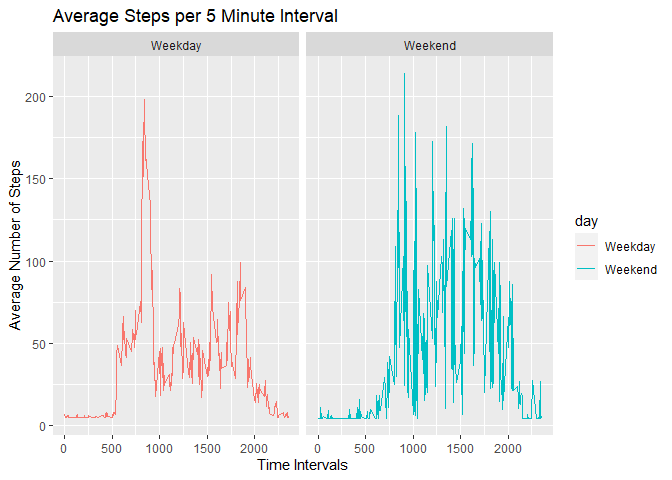 Average Steps per 5 Minute Interval
Weekday
Weekend
Average Number of Steps
200
150
100
50
0
0
500
1000
1500
2000
0
500
1000
1500
2000
Time Intervals
day
Weekday
Weekend